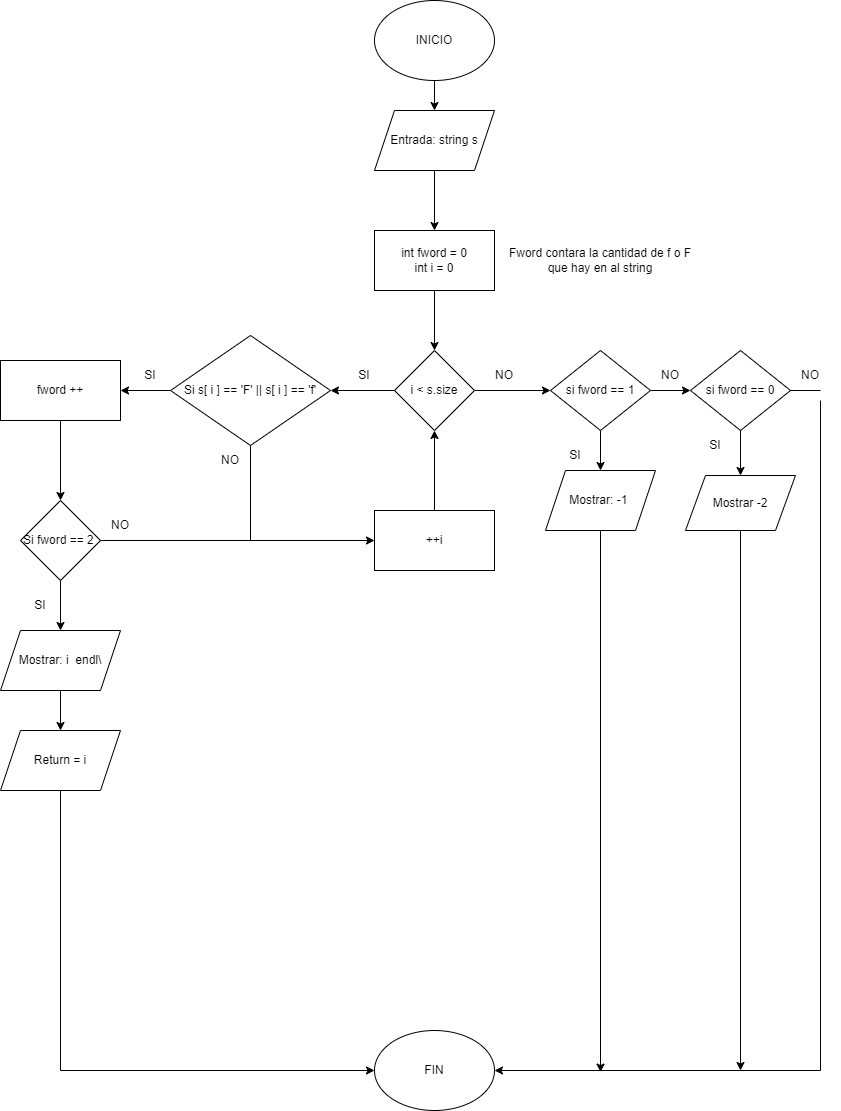 INICIO
Entrada: string s
int fword = 0
int i = 0
Fword contara la cantidad de f o F
que hay en al string
fword ++
SI
Si s[ i ] == 'F' || s[ i ] == 'f'
SI
i < s.size
NO
si fword == 1
NO
si fword == 0
NO
NO
SI
SI
Mostrar: -1
Mostrar -2
NO
Si fword == 2
++i
SI
Mostrar: i  endl\
Return = i
FIN